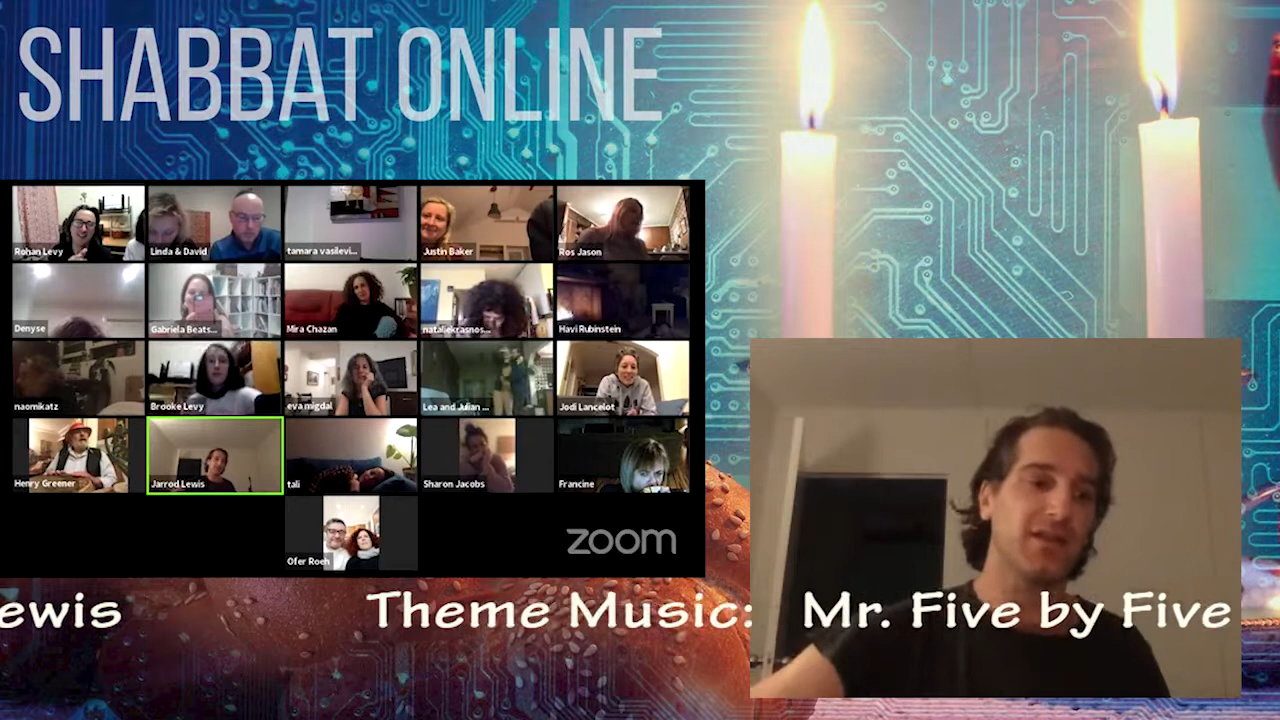 SHABBAT ONLINE
Rohan Levy
Linda & David
tamara vasilevi...
Justin Baker
Ros Jason
Denyse
Gabriela Beats...
Mira Chazan
nataliekrasnos...
Havi Rubinstein
naomikatz
Brooke Levy
eva migdal
Lea and Julian ...
Jodi Lancelot
Henry Greener
Jarrod Lewis
tali
Sharon Jacobs
Francine
Ofer Roeh
zoom
ewis Theme Music: Mr. Five by Five